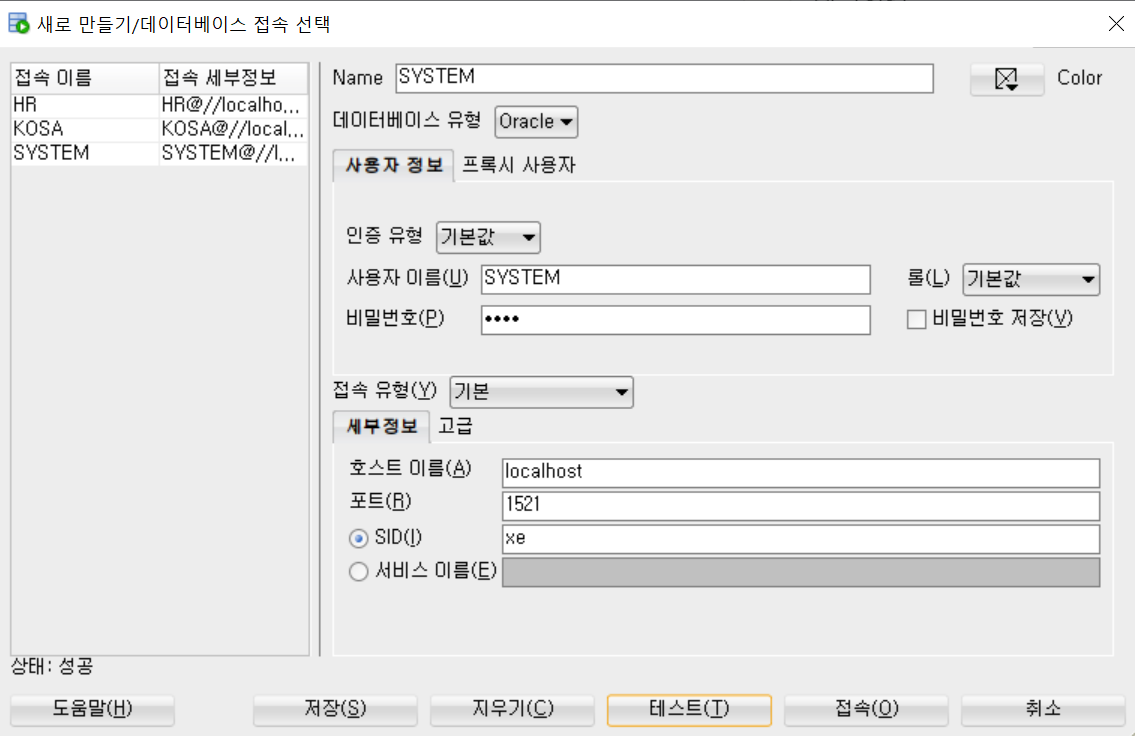 새로 만들기/데이터베이스 접속 선택
접속 이름 접속 세부정보
HR HR@//localho...
KOSA KOSA@//local...
SYSTEM SYSTEM@//l...
Name SYSTEM Color
데이터베이스 유형 Oracle
사용자 정보 프록시 사용자
인증 유형 기본값
사용자 이름(U) SYSTEM 롤(L) 기본값
비밀번호(P) •••• 비밀번호 저장(V)
접속 유형(Y) 기본
세부정보 고급
호스트 이름(A) localhost
포트(R) 1521
SID(I) xe
서비스 이름(E)
상태: 성공
도움말(H) 저장(S) 지우기(C) 테스트(T) 접속(O) 취소